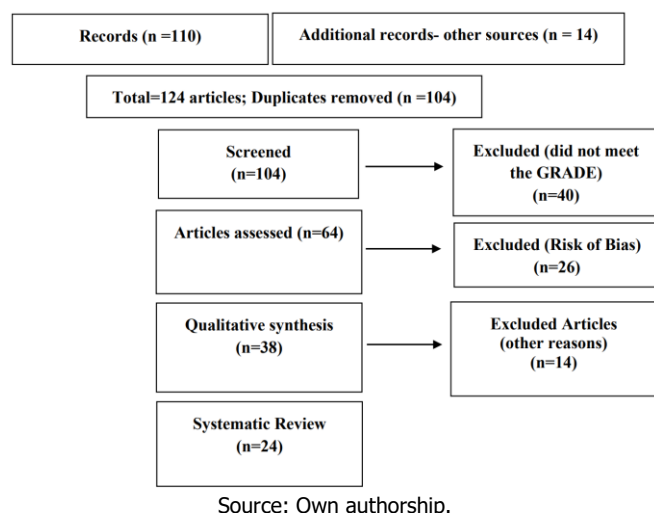 Records (n =110)
Additional records- other sources (n = 14)
Total=124 articles; Duplicates removed (n =104)
Screened
(n=104)
Excluded (did not meet
the GRADE)
(n=40)
Articles assessed (n=64)
Excluded (Risk of Bias)
(n=26)
Qualitative synthesis
(n=38)
Excluded Articles
(other reasons)
(n=14)
Systematic Review
(n=24)
Source: Own authorship.